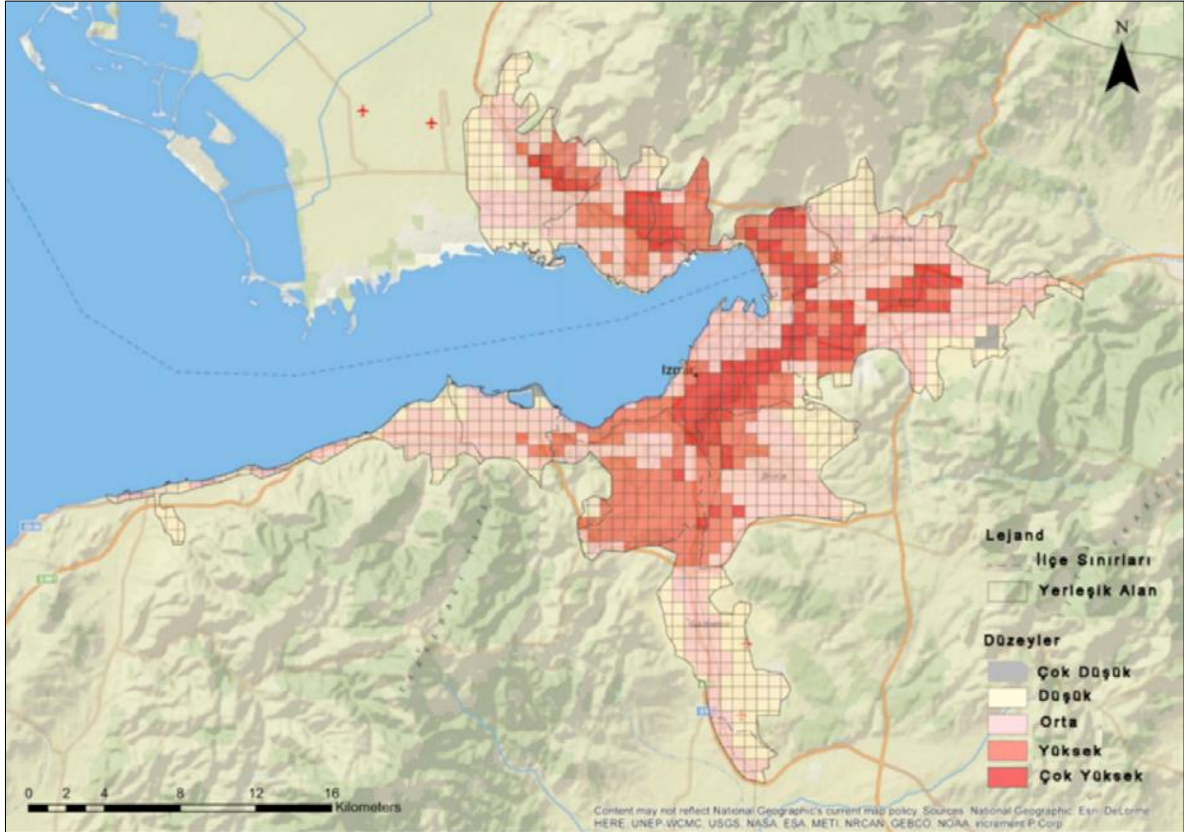 N
Izmir
Lejand
İlçe Sınırları
Yerleşik Alan
Düzeyler
Çok Düşük
Düşük
Orta
Yüksek
Çok Yüksek
0 2 4 8 12 16
Kilometers
Content may not reflect National Geographic's current map policy. Sources: National Geographic, Esri, DeLorme,
HERE, UNEP-WCMC, USGS, NASA, ESA, METI, NRCAN, GEBCO, NOAA, increment P Corp.